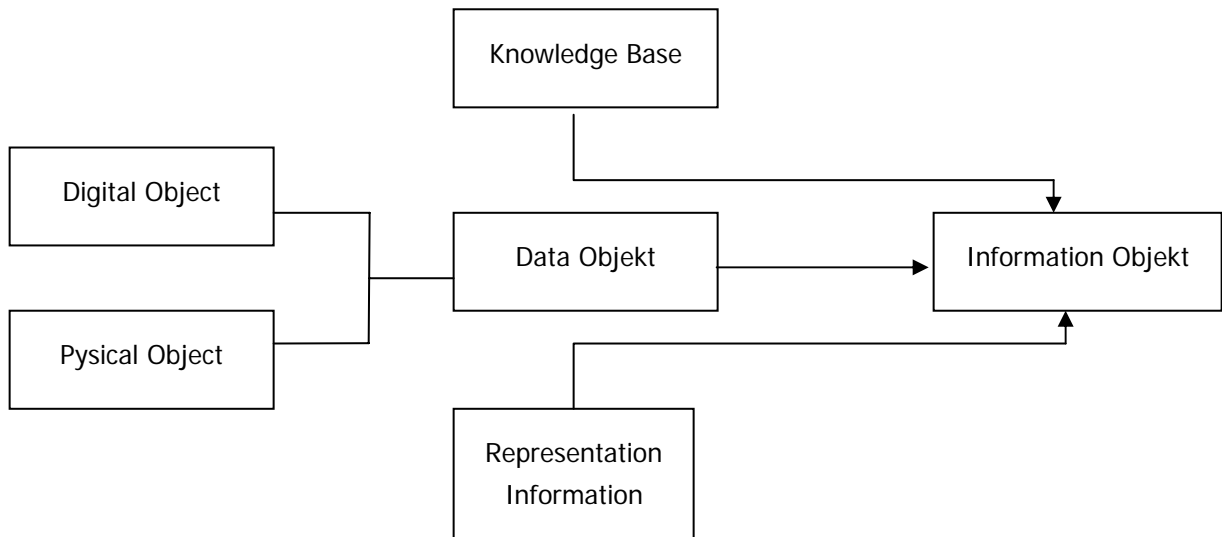 Knowledge Base
Digital Object
Data Objekt
Information Objekt
Pysical Object
Representation
Information